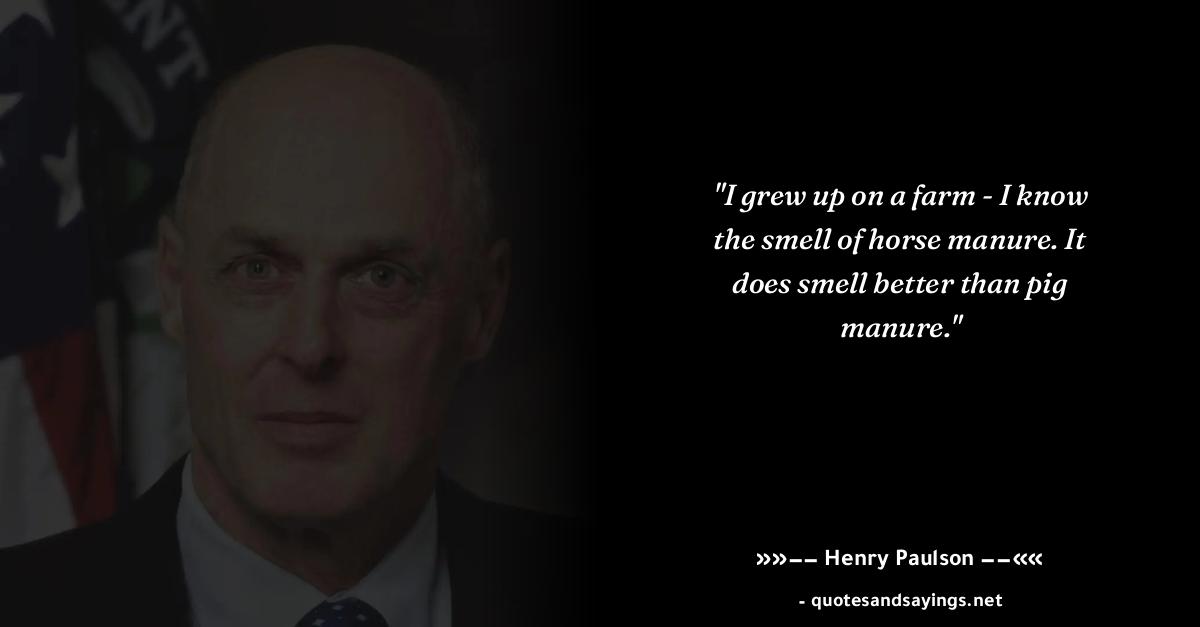 ENT
"I grew up on a farm - I know
the smell of horse manure. It
does smell better than pig
manure."
»»−− Henry Paulson −−««
- quotesandsayings.net